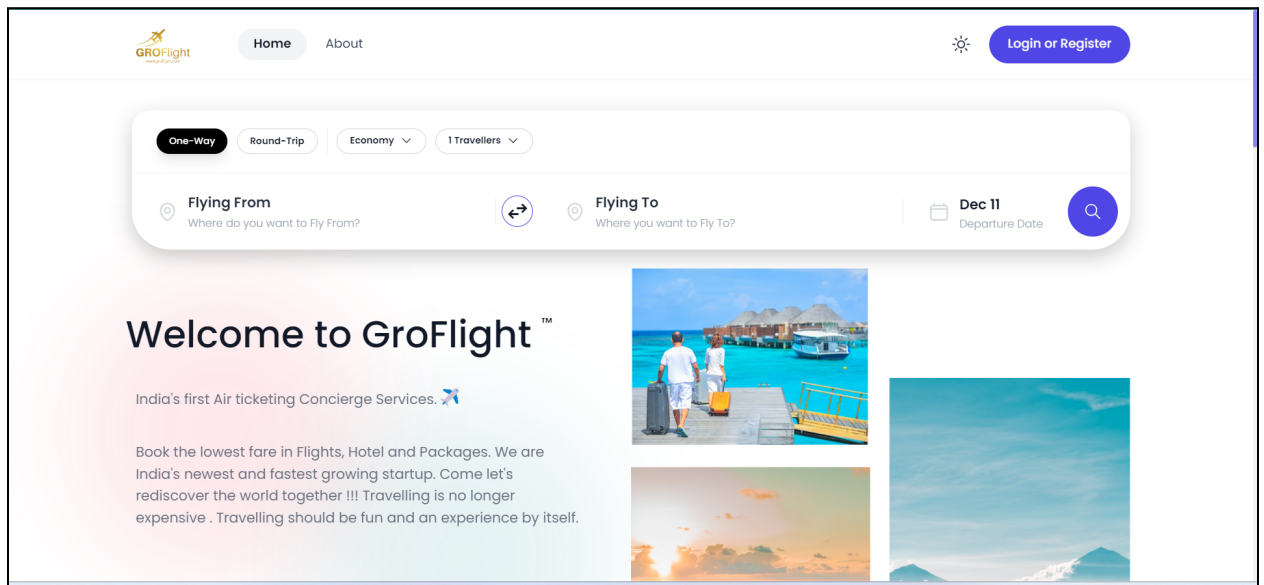 GROFlight
Home
About
Login or Register
One-Way
Round-Trip
Economy
1 Travellers
Flying From
Where do you want to Fly From?
Flying To
Where you want to Fly To?
Dec 11
Departure Date
Welcome to GroFlight ™
India's first Air ticketing Concierge Services.
Book the lowest fare in Flights, Hotel and Packages. We are
India's newest and fastest growing startup. Come let's
rediscover the world together !!! Travelling is no longer
expensive . Travelling should be fun and an experience by itself.